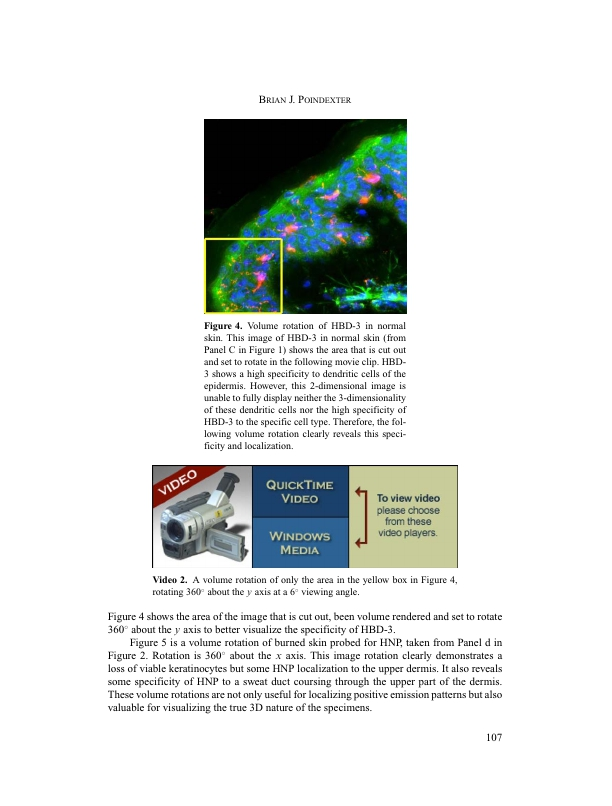 BRIAN J. POINDEXTER
Figure 4. Volume rotation of HBD-3 in normal
skin. This image of HBD-3 in normal skin (from
Panel C in Figure 1) shows the area that is cut out
and set to rotate in the following movie clip. HBD-
3 shows a high specificity to dendritic cells of the
epidermis. However, this 2-dimensional image is
unable to fully display neither the 3-dimensionality
of these dendritic cells nor the high specificity of
HBD-3 to the specific cell type. Therefore, the fol-
lowing volume rotation clearly reveals this speci-
ficity and localization.
VIDEO
QUICKTIME
VIDEO
WINDOWS
MEDIA
To view video
please choose
from these
video players.
Video 2. A volume rotation of only the area in the yellow box in Figure 4,
rotating 360° about the y axis at a 6° viewing angle.
Figure 4 shows the area of the image that is cut out, been volume rendered and set to rotate
360° about the y axis to better visualize the specificity of HBD-3.
Figure 5 is a volume rotation of burned skin probed for HNP, taken from Panel d in
Figure 2. Rotation is 360° about the x axis. This image rotation clearly demonstrates a
loss of viable keratinocytes but some HNP localization to the upper dermis. It also reveals
some specificity of HNP to a sweat duct coursing through the upper part of the dermis.
These volume rotations are not only useful for localizing positive emission patterns but also
valuable for visualizing the true 3D nature of the specimens.
107